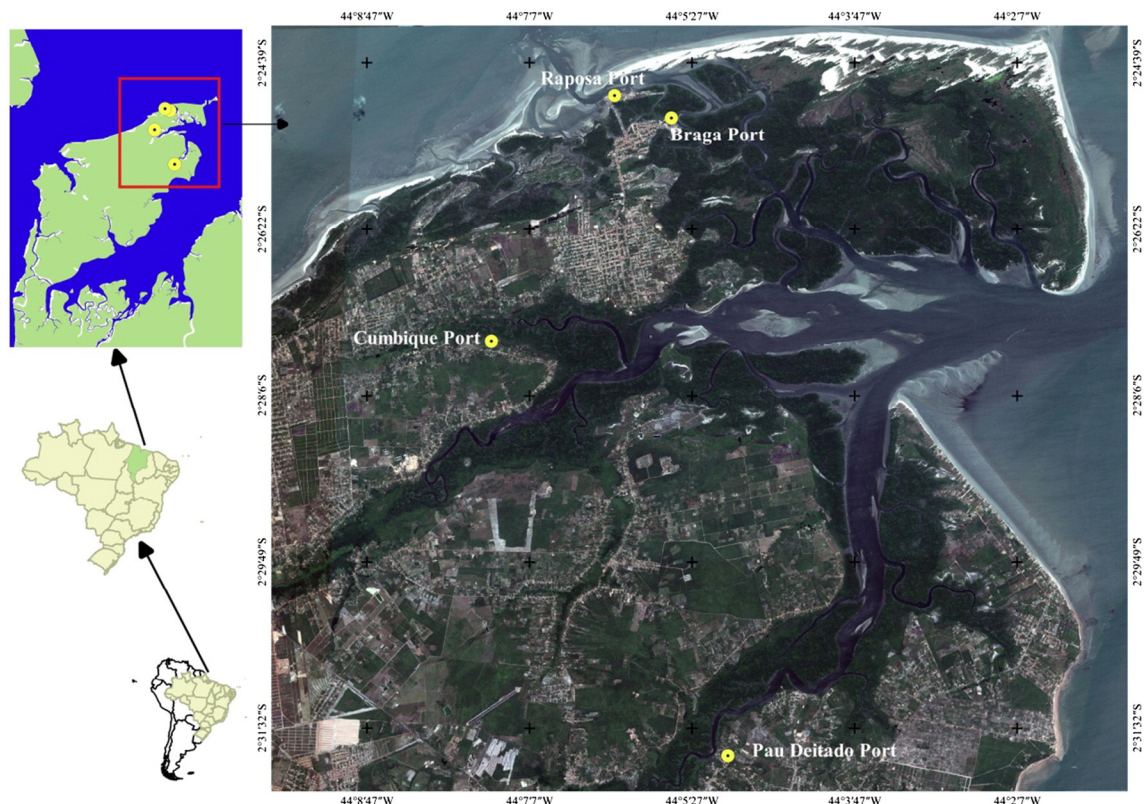 44°8'47"W 44°7'7"W 44°5'27"W 44°3'47"W 44°2'7"W
2°24'39"S 2°24'39"S
Raposa Port
Braga Port
2°26'22"S 2°26'22"S
Cumbique Port
2°28'6"S 2°28'6"S
2°29'49"S 2°29'49"S
2°31'32"S 2°31'32"S
Pau Deitado Port
44°8'47"W 44°7'7"W 44°5'27"W 44°3'47"W 44°2'7"W